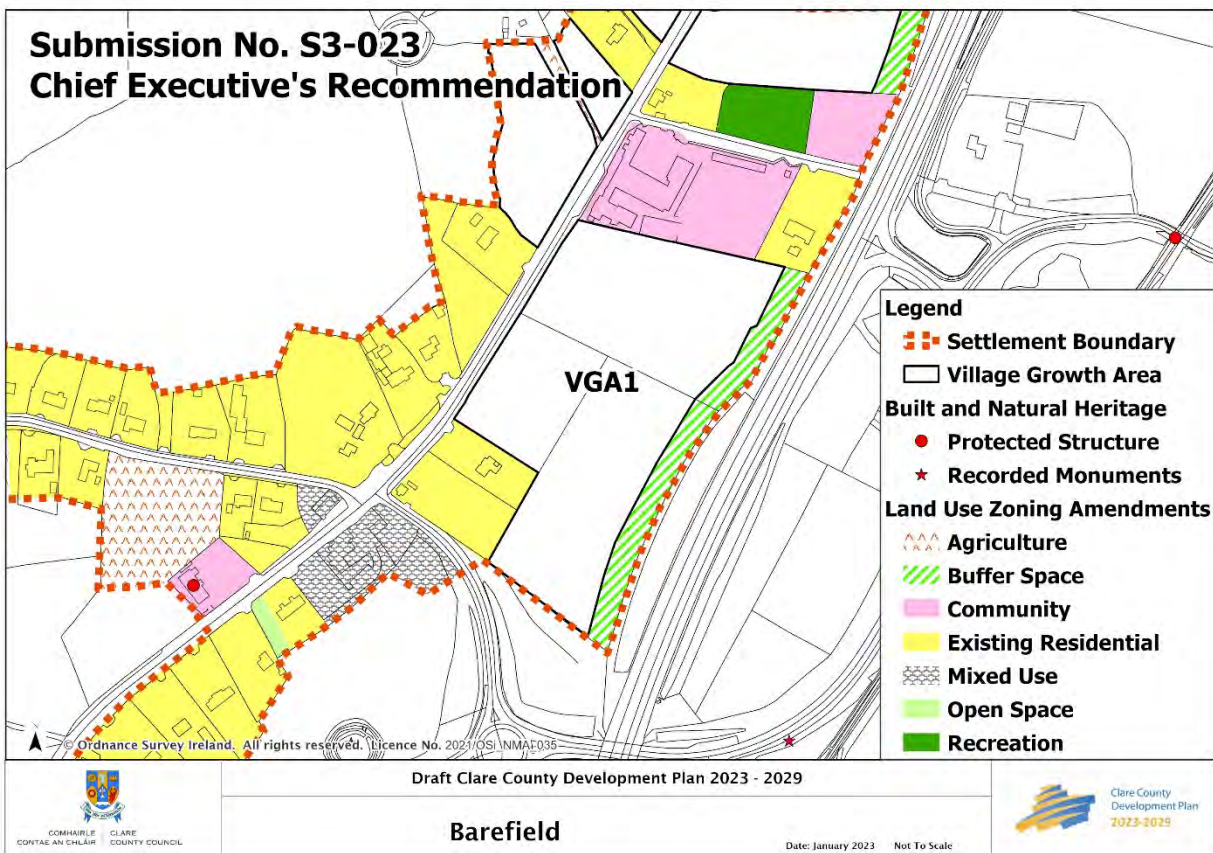 Submission No. S3-023
Chief Executive's Recommendation
VGA1
Legend
Settlement Boundary
Village Growth Area
Built and Natural Heritage
Protected Structure
Recorded Monuments
Land Use Zoning Amendments
Agriculture
Buffer Space
Community
Existing Residential
Mixed Use
Open Space
Recreation
© Ordnance Survey Ireland. All rights reserved. Licence No. 2021/OSi \NMA\035
COMHAIRLE CONTAE AN CHLÁIR
CLARE COUNTY COUNCIL
Draft Clare County Development Plan 2023 - 2029
Barefield
Date: January 2023 Not To Scale
Clare County
Development Plan
2023-2029